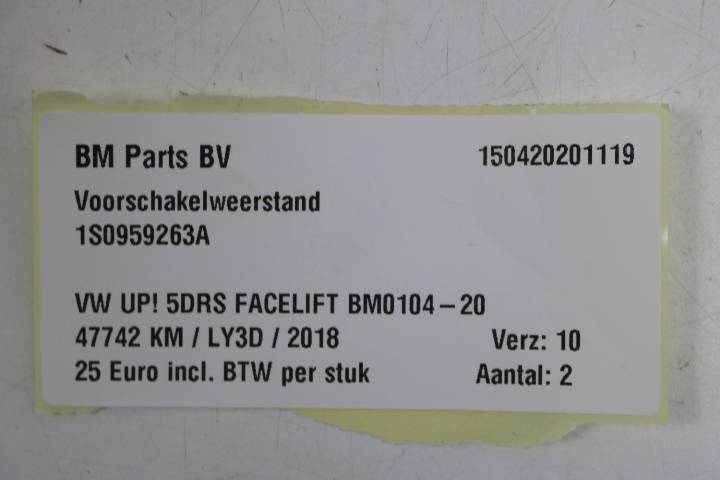 BM Parts BV 150420201119
Voorschakelweerstand
1S0959263A
VW UP! 5DRS FACELIFT BM0104-20
47742 KM / LY3D / 2018 Verz: 10
25 Euro incl. BTW per stuk Aantal: 2